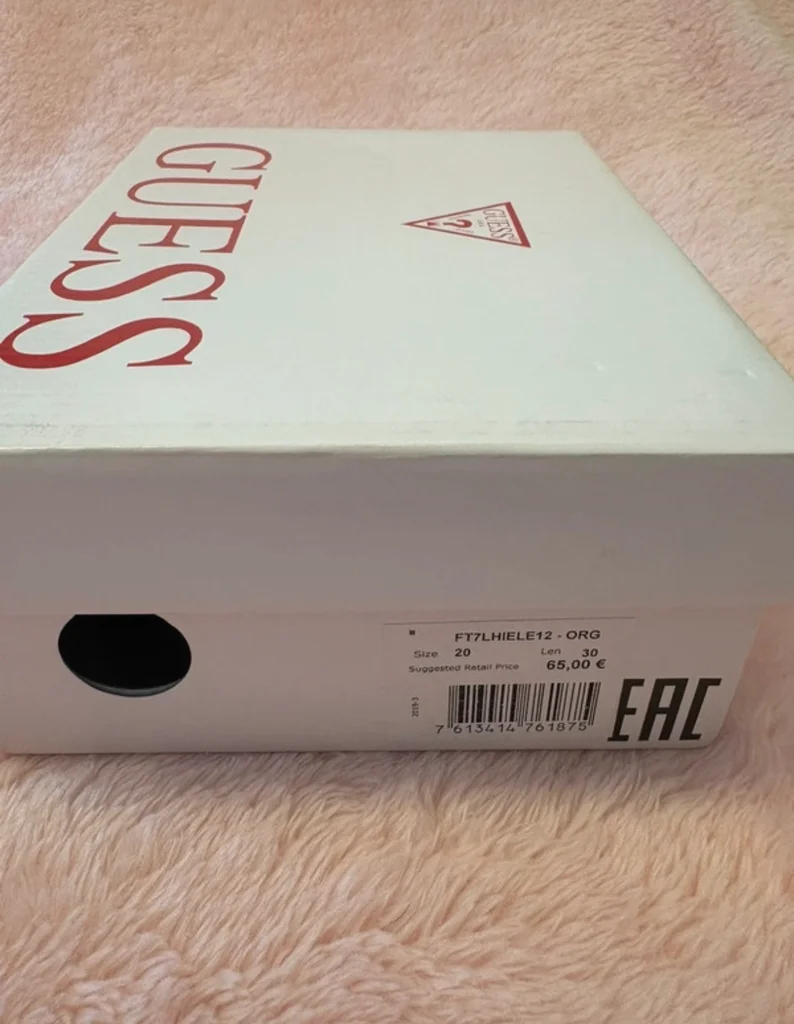 GUESS
GUESS
?
FT7LHIELE12 - ORG
Size 20 Len 30
Suggested Retail Price 65,00 €
7 613414 761875
EAC